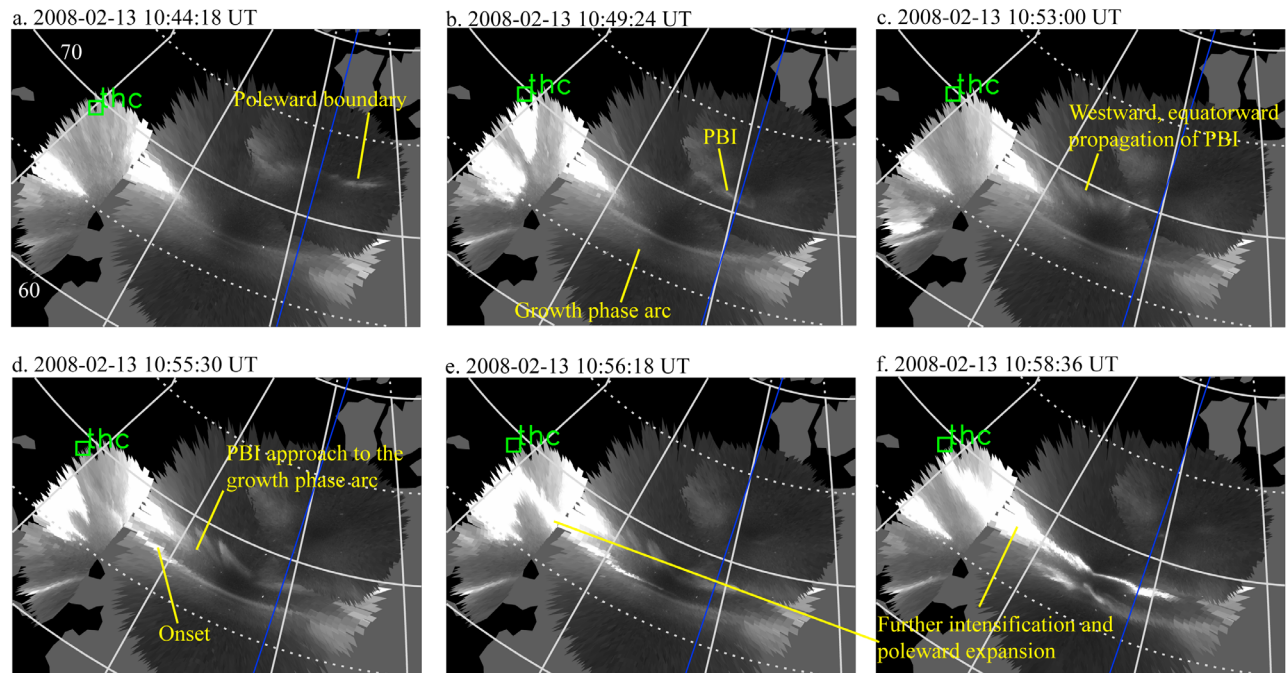 a. 2008-02-13 10:44:18 UT
70
thc
Poleward boundary
60
b. 2008-02-13 10:49:24 UT
thc
PBI
Growth phase arc
c. 2008-02-13 10:53:00 UT
thc
Westward, equatorward
propagation of PBI
d. 2008-02-13 10:55:30 UT
thc
PBI approach to the
growth phase arc
Onset
e. 2008-02-13 10:56:18 UT
thc
f. 2008-02-13 10:58:36 UT
thc
Further intensification and
poleward expansion